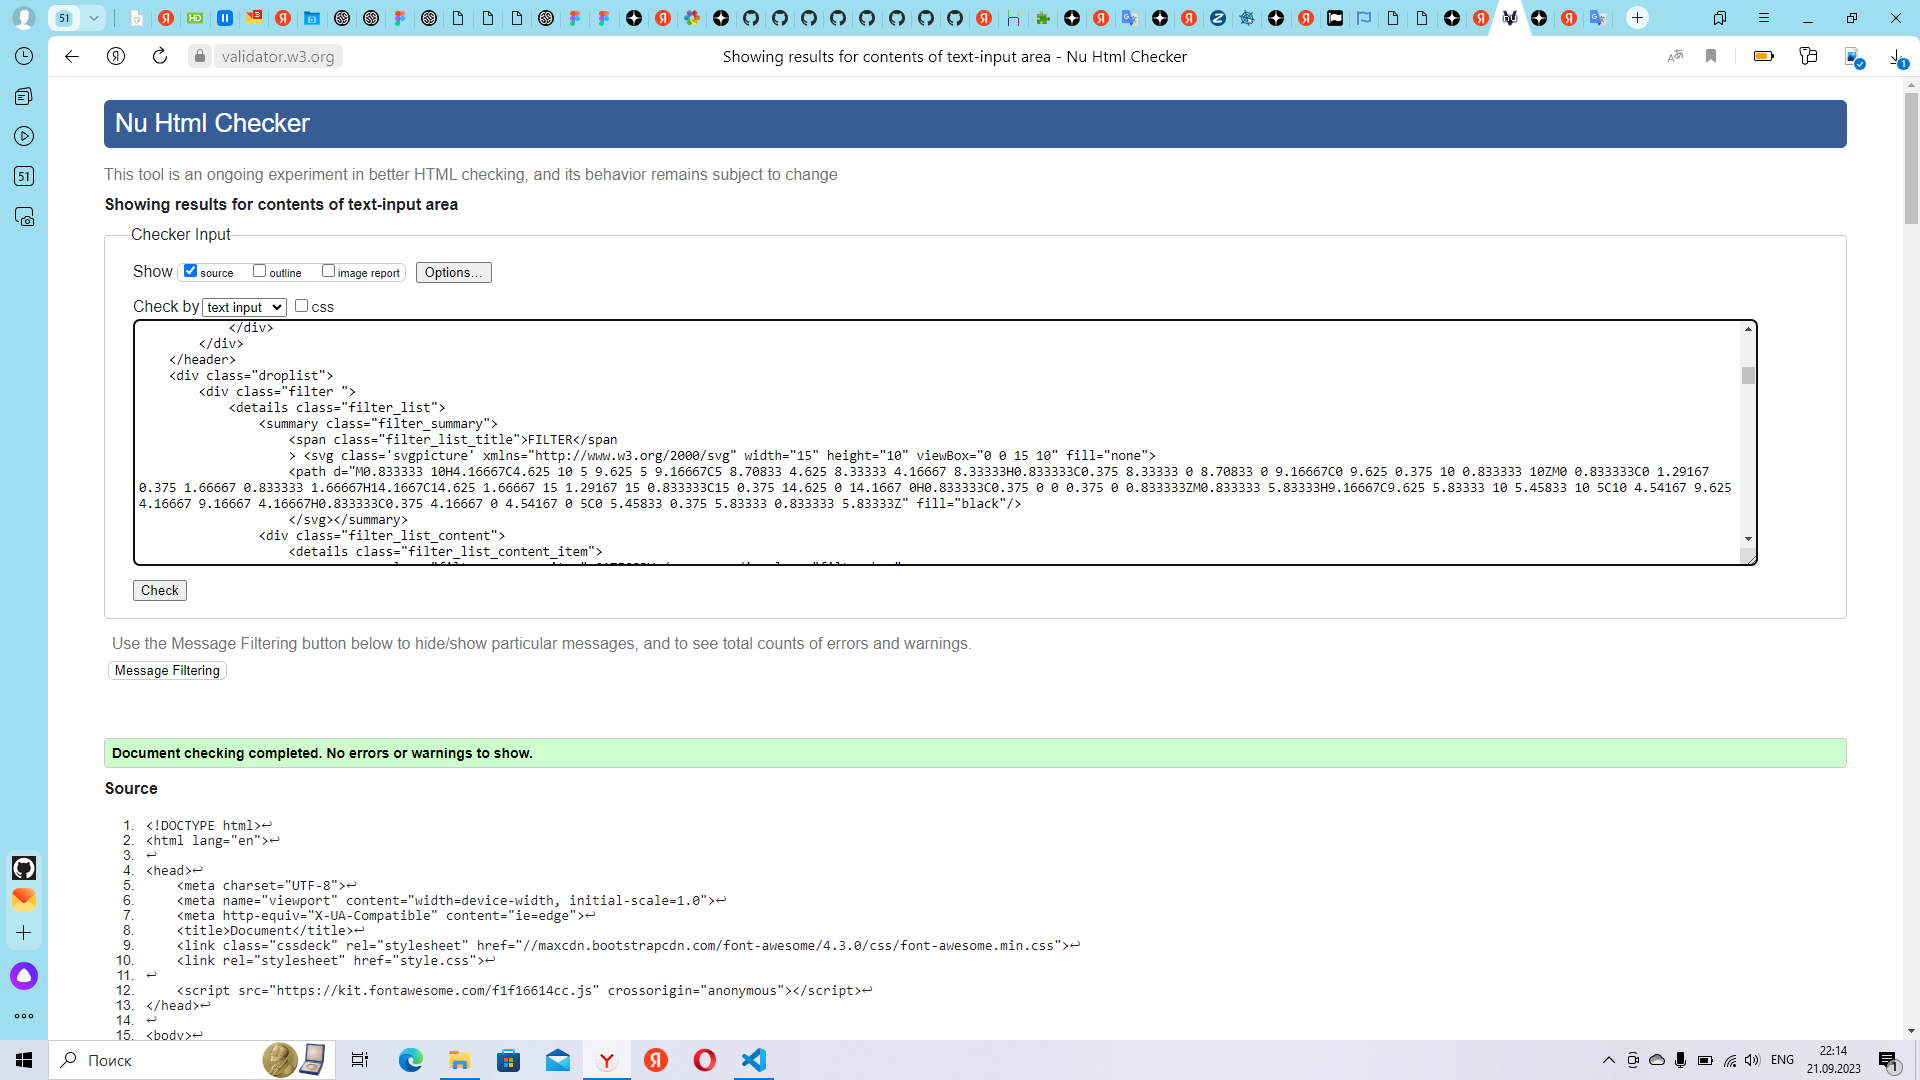 51
HD
3
validator.w3.org
Showing results for contents of text-input area - Nu Html Checker
1
51
Nu Html Checker
This tool is an ongoing experiment in better HTML checking, and its behavior remains subject to change
Showing results for contents of text-input area
Checker Input
Show source outline image report Options...
Check by text input css
</div>
</div>
</header>
<div class="droplist">
<div class="filter ">
<details class="filter_list">
<summary class="filter_summary">
<span class="filter_list_title">FILTER</span
> <svg class='svgpicture' xmlns="http://www.w3.org/2000/svg" width="15" height="10" viewBox="0 0 15 10" fill="none">
<path d="M0.833333 10H4.16667C4.625 10 5 9.625 5 9.16667C5 8.70833 4.625 8.33333 4.16667 8.33333H0.833333C0.375 8.33333 0 8.70833 0 9.16667C0 9.625 0.375 10 0.833333 10ZM0 0.833333C0 1.29167
0.375 1.66667 0.833333 1.66667H14.1667C14.625 1.66667 15 1.29167 15 0.833333C15 0.375 14.625 0 14.1667 0H0.833333C0.375 0 0 0.375 0 0.833333ZM0.833333 5.83333H9.16667C9.625 5.83333 10 5.45833 10 5C10 4.54167 9.625
4.16667 9.16667 4.16667H0.833333C0.375 4.16667 0 4.54167 0 5C0 5.45833 0.375 5.83333 0.833333 5.83333Z" fill="black"/>
</svg></summary>
<div class="filter_list_content">
<details class="filter_list_content_item">
Check
Use the Message Filtering button below to hide/show particular messages, and to see total counts of errors and warnings.
Message Filtering
Document checking completed. No errors or warnings to show.
Source
1. <!DOCTYPE html>↩
2. <html lang="en">↩
3. ↩
4. <head>↩
5. <meta charset="UTF-8">↩
6. <meta name="viewport" content="width=device-width, initial-scale=1.0">↩
7. <meta http-equiv="X-UA-Compatible" content="ie=edge">↩
8. <title>Document</title>↩
9. <link class="cssdeck" rel="stylesheet" href="//maxcdn.bootstrapcdn.com/font-awesome/4.3.0/css/font-awesome.min.css">↩
10. <link rel="stylesheet" href="style.css">↩
11. ↩
12. <script src="https://kit.fontawesome.com/f1f16614cc.js" crossorigin="anonymous"></script>↩
13. </head>↩
14. ↩
15. <body>↩
Поиск
ENG
22:14
21.09.2023
1